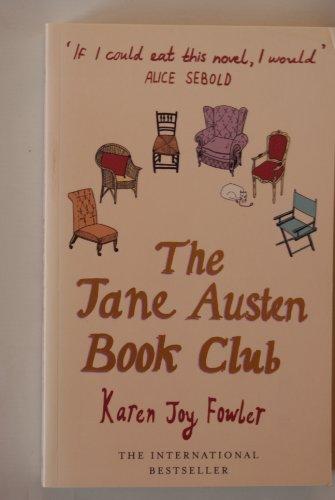 'If I could eat this novel, I would'
ALICE SEBOLD
The
Jane Austen
Book Club
Karen Joy Fowler
THE INTERNATIONAL
BESTSELLER